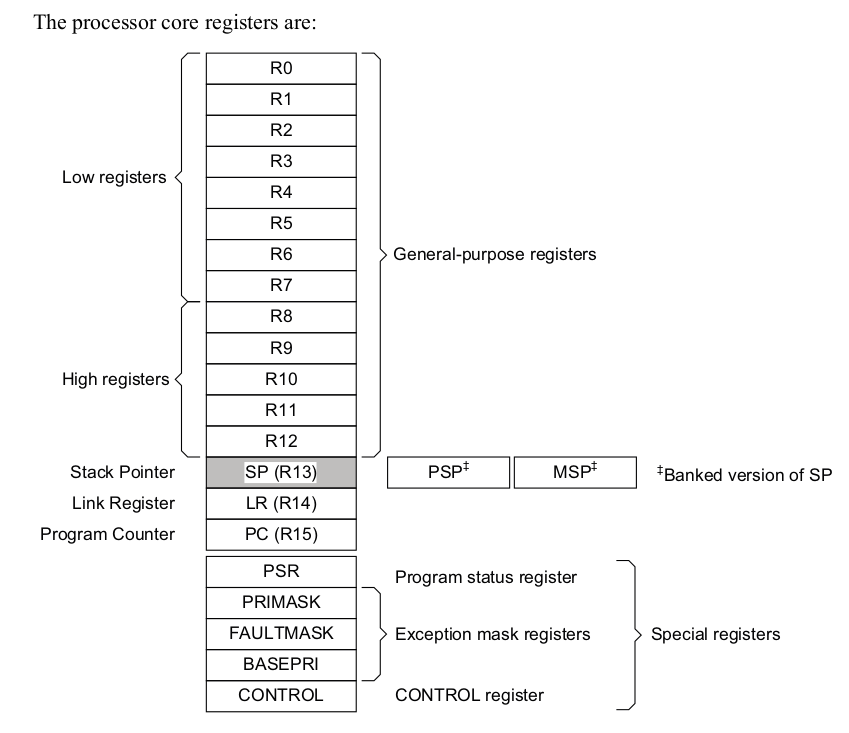 The processor core registers are:
R0
R1
R2
R3
Low registers
R4
R5
R6
General-purpose registers
R7
R8
R9
High registers
R10
R11
R12
Stack Pointer SP (R13) PSP‡ MSP‡ ‡Banked version of SP
Link Register LR (R14)
Program Counter PC (R15)
PSR Program status register
PRIMASK
FAULTMASK Exception mask registers Special registers
BASEPRI
CONTROL CONTROL register